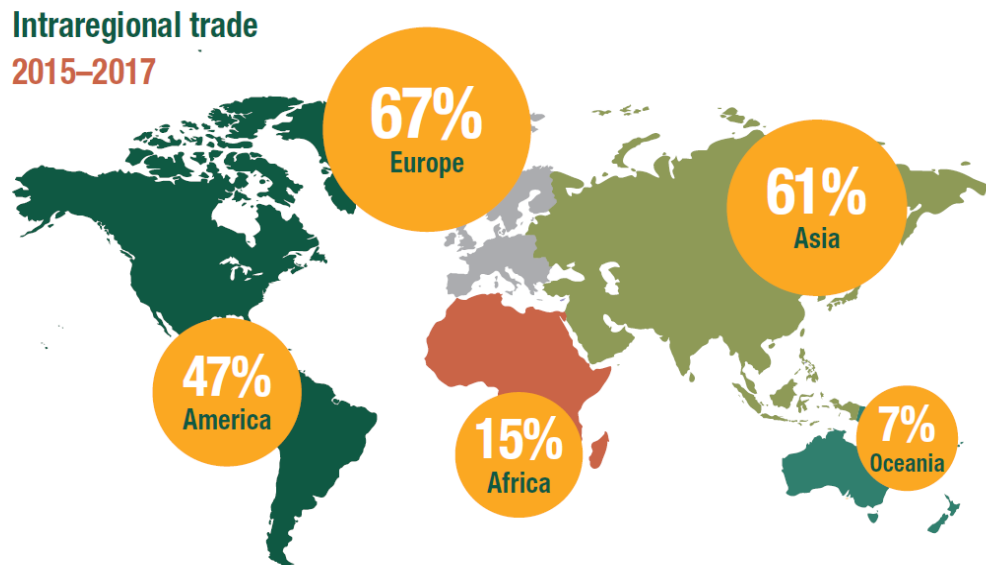 Intraregional trade
2015–2017
67%
Europe
61%
Asia
47%
America
15%
Africa
7%
Oceania